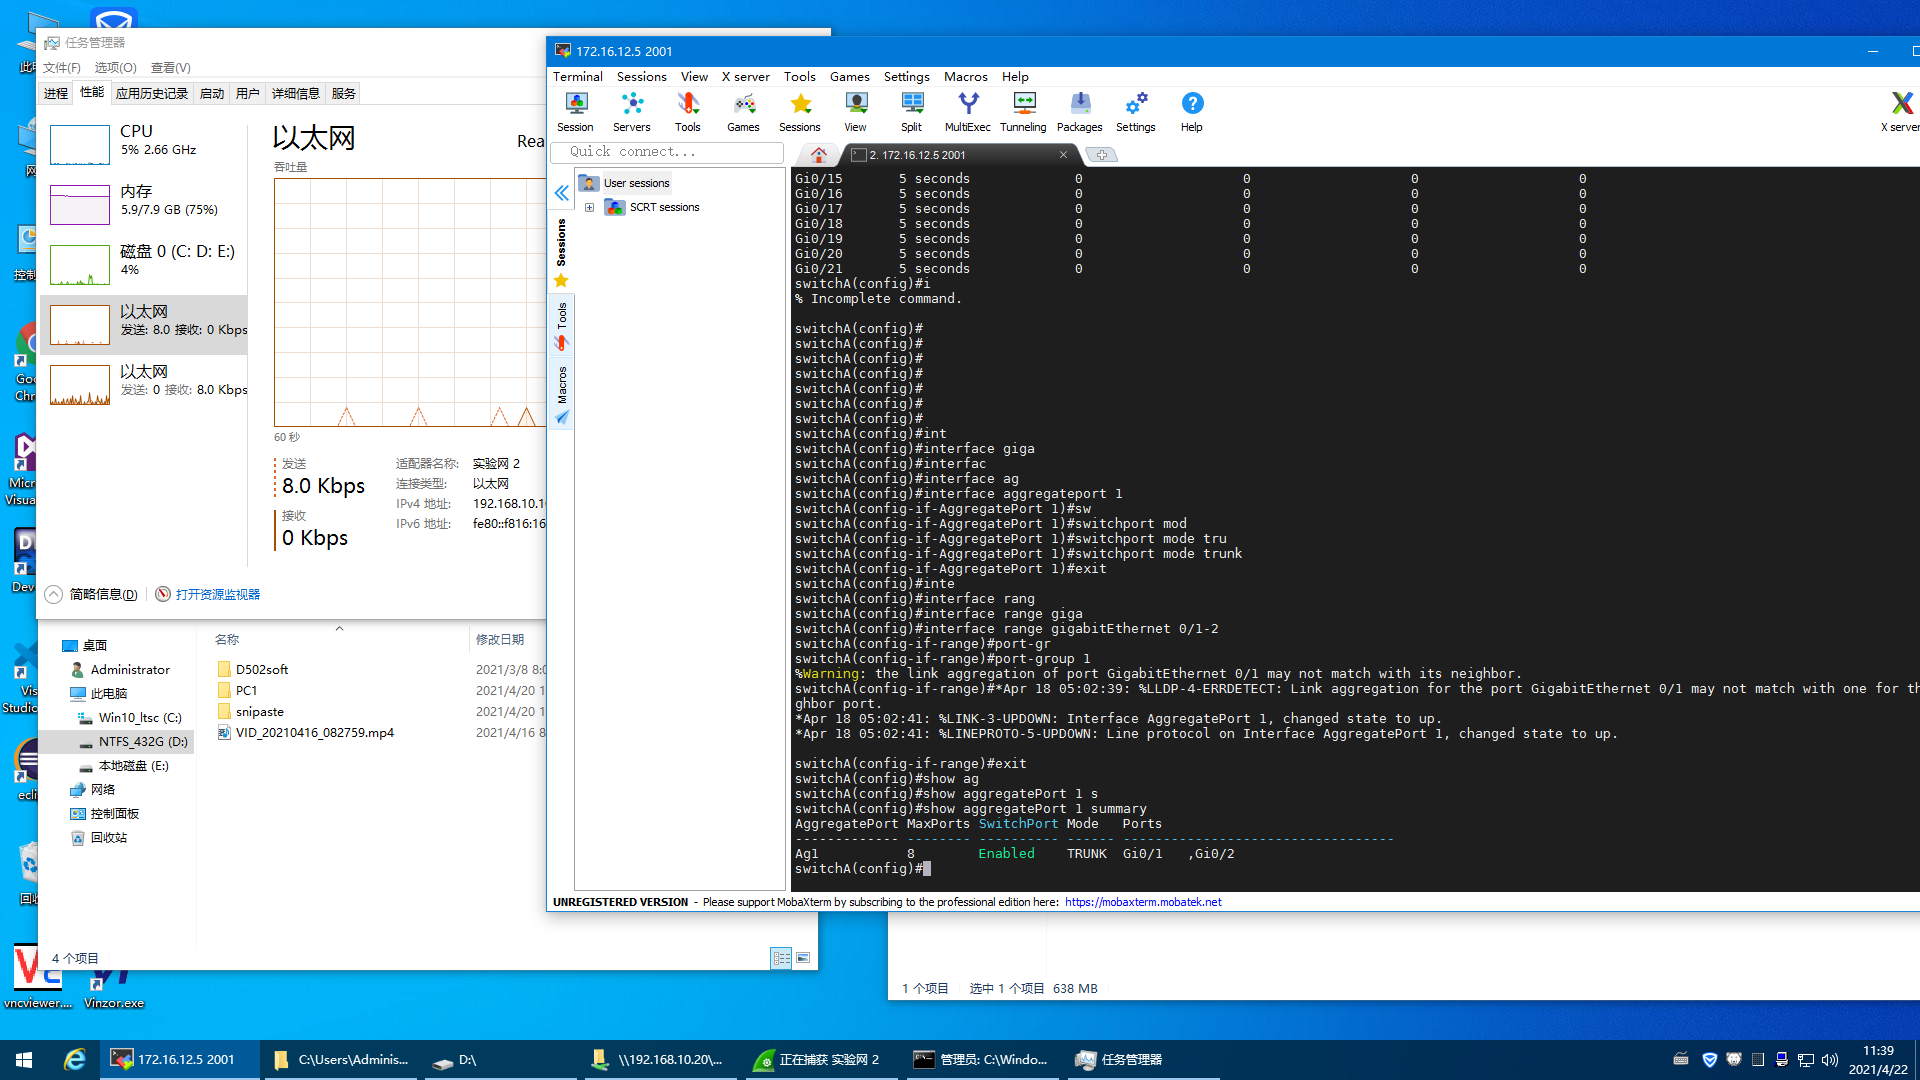 任务管理器
文件(F) 选项(O) 查看(V)
进程 性能 应用历史记录 启动 用户 详细信息 服务
CPU
5% 2.66 GHz
内存
5.9/7.9 GB (75%)
磁盘 0 (C: D: E:)
4%
以太网
发送: 8.0 接收: 0 Kbps
以太网
发送: 0 接收: 8.0 Kbps
以太网
Rea
吞吐量
60 秒
发送
8.0 Kbps
接收
0 Kbps
适配器名称: 实验网 2
连接类型: 以太网
IPv4 地址: 192.168.10.1
IPv6 地址: fe80::f816:16
简略信息(D)
打开资源监视器
桌面
Administrator
此电脑
Win10_ltsc (C:)
NTFS_432G (D:)
本地磁盘 (E:)
网络
控制面板
回收站
名称 修改日期
D502soft 2021/3/8 8:0
PC1 2021/4/20 1
snipaste 2021/4/20 1
VID_20210416_082759.mp4 2021/4/16 8
4 个项目
172.16.12.5 2001
Terminal Sessions View X server Tools Games Settings Macros Help
Session Servers Tools Games Sessions View Split MultiExec Tunneling Packages Settings Help
X server
Quick connect...
2. 172.16.12.5 2001
User sessions
SCRT sessions
Sessions
Tools
Macros
Gi0/15 5 seconds 0 0 0 0
Gi0/16 5 seconds 0 0 0 0
Gi0/17 5 seconds 0 0 0 0
Gi0/18 5 seconds 0 0 0 0
Gi0/19 5 seconds 0 0 0 0
Gi0/20 5 seconds 0 0 0 0
Gi0/21 5 seconds 0 0 0 0
switchA(config)#i
% Incomplete command.
switchA(config)#
switchA(config)#
switchA(config)#
switchA(config)#
switchA(config)#
switchA(config)#
switchA(config)#
switchA(config)#int
switchA(config)#interface giga
switchA(config)#interfac
switchA(config)#interface ag
switchA(config)#interface aggregateport 1
switchA(config-if-AggregatePort 1)#sw
switchA(config-if-AggregatePort 1)#switchport mod
switchA(config-if-AggregatePort 1)#switchport mode tru
switchA(config-if-AggregatePort 1)#switchport mode trunk
switchA(config-if-AggregatePort 1)#exit
switchA(config)#inte
switchA(config)#interface rang
switchA(config)#interface range giga
switchA(config)#interface range gigabitEthernet 0/1-2
switchA(config-if-range)#port-gr
switchA(config-if-range)#port-group 1
%Warning: the link aggregation of port GigabitEthernet 0/1 may not match with its neighbor.
switchA(config-if-range)#*Apr 18 05:02:39: %LLDP-4-ERRDETECT: Link aggregation for the port GigabitEthernet 0/1 may not match with one for th
ghbor port.
*Apr 18 05:02:41: %LINK-3-UPDOWN: Interface AggregatePort 1, changed state to up.
*Apr 18 05:02:41: %LINEPROTO-5-UPDOWN: Line protocol on Interface AggregatePort 1, changed state to up.
switchA(config-if-range)#exit
switchA(config)#show ag
switchA(config)#show aggregatePort 1 s
switchA(config)#show aggregatePort 1 summary
AggregatePort MaxPorts SwitchPort Mode Ports
------------- -------- ---------- ------ ----------------------------------
Ag1 8 Enabled TRUNK Gi0/1 ,Gi0/2
switchA(config)#
UNREGISTERED VERSION - Please support MobaXterm by subscribing to the professional edition here: https://mobaxterm.mobatek.net
1 个项目 选中 1 个项目 638 MB
Goo
Chr
Micr
Visua
Dev
Vis
Studio
ecli
vncviewer....
Vinzor.exe
172.16.12.5 2001
C:\Users\Adminis...
D:\
\\192.168.10.20\...
正在捕获 实验网 2
管理员: C:\Windo...
任务管理器
11:39
2021/4/22